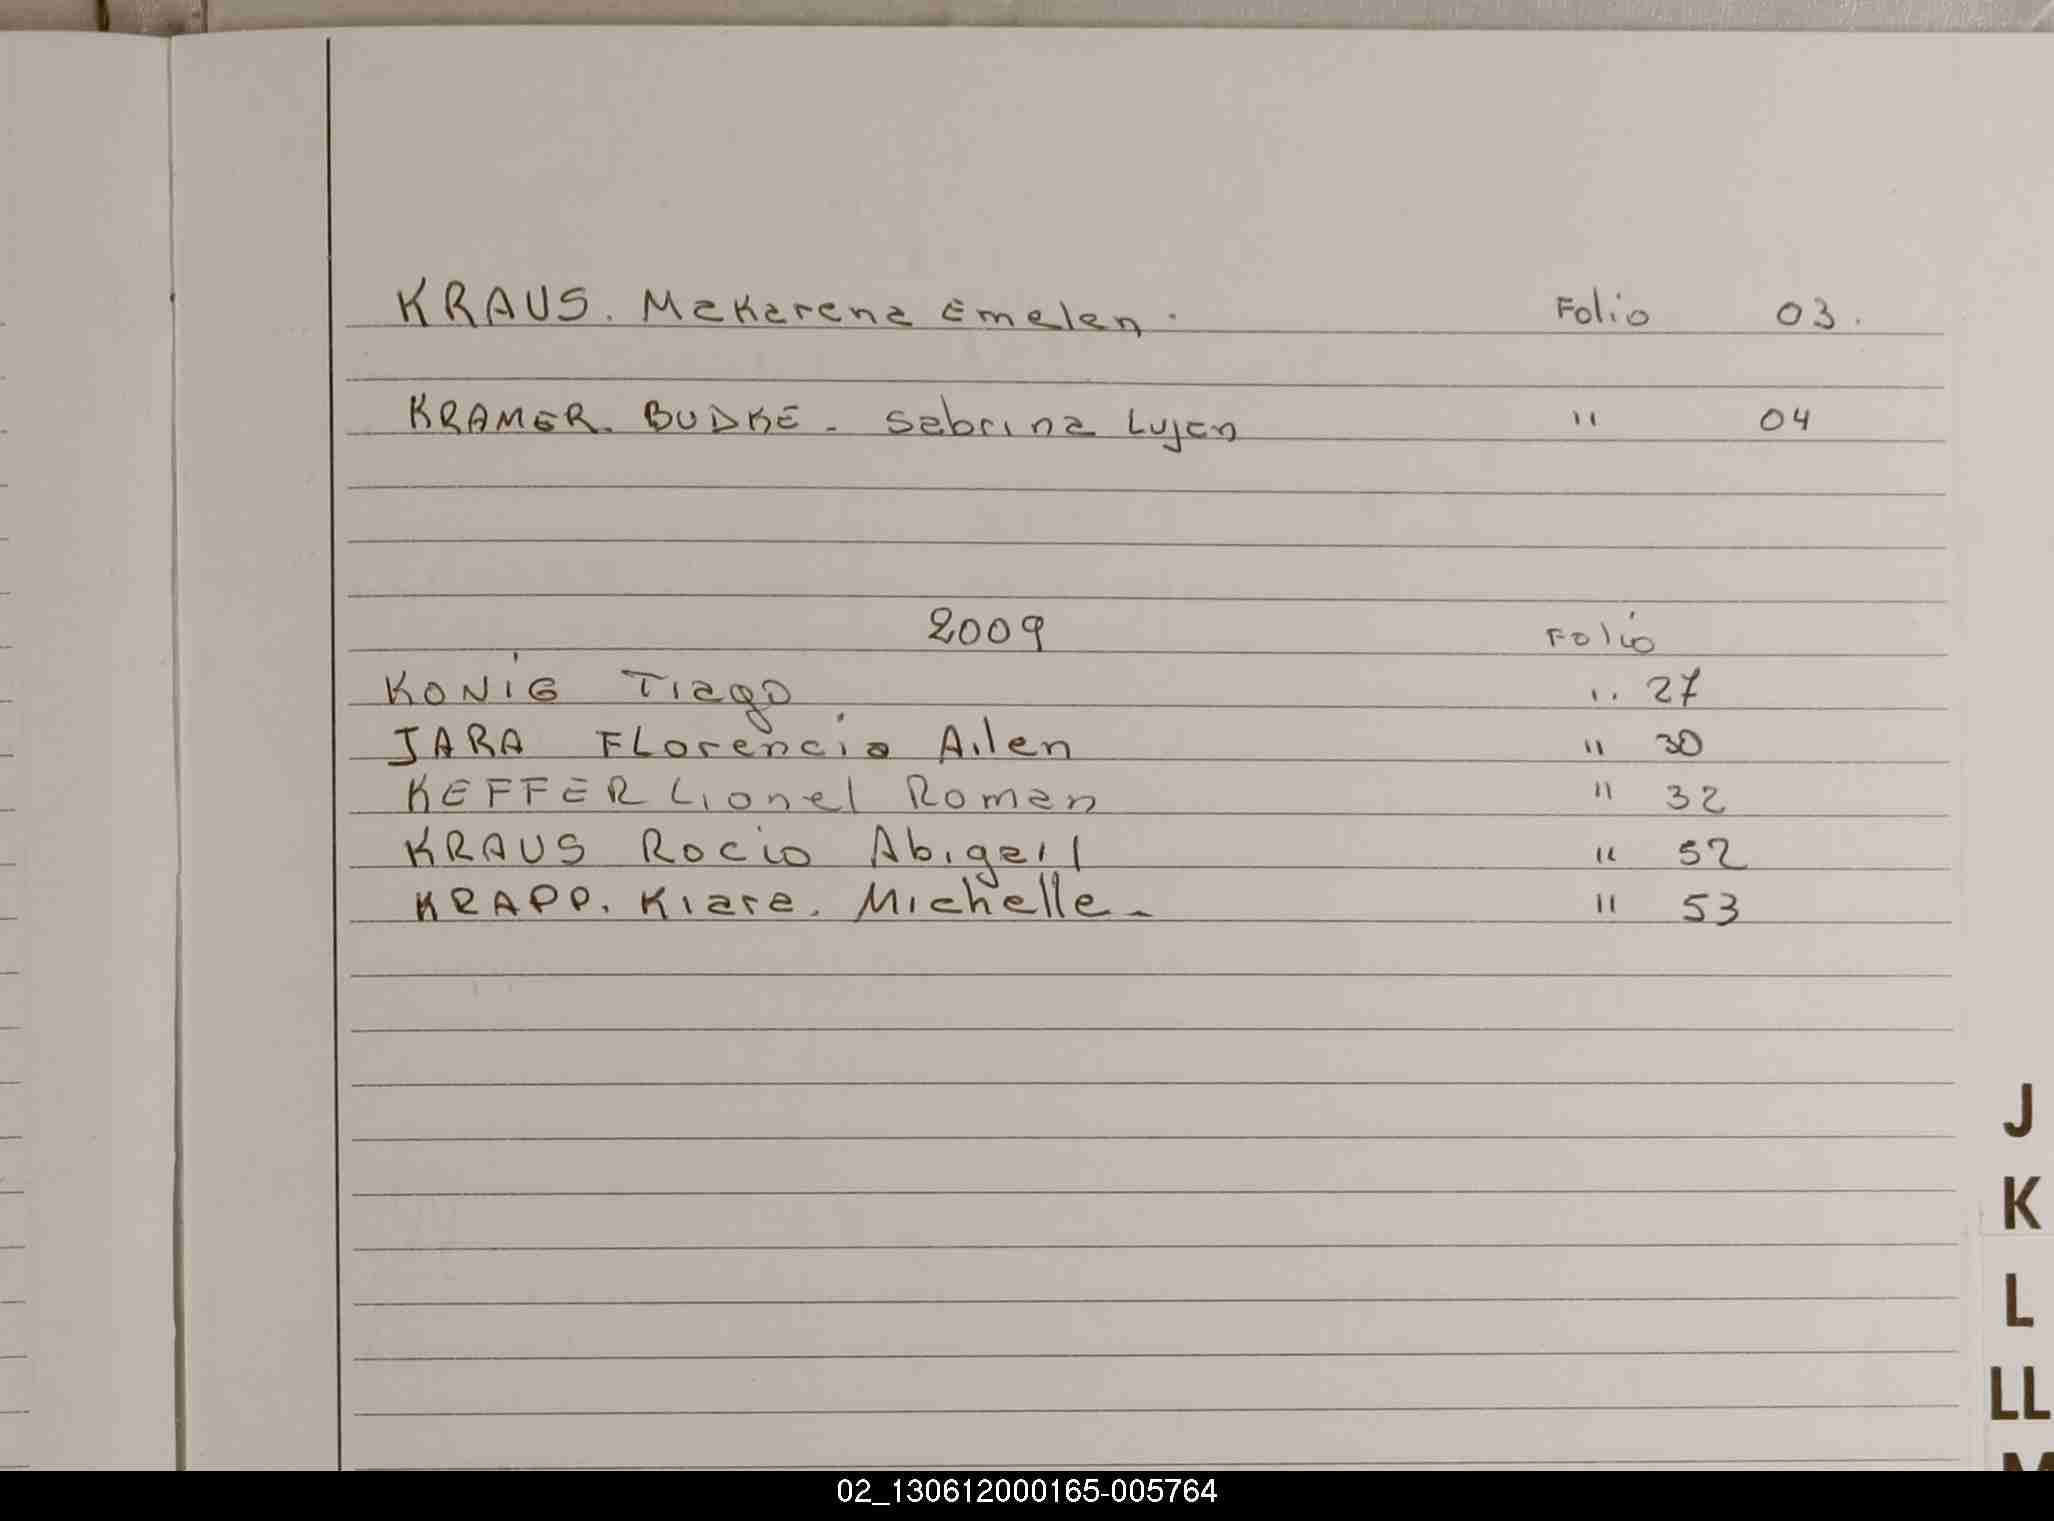 KRAUS. Makarena Emelen. Folio 03.
KRAMER. BUDKE - Sabrina Lujan " 04
2009 Folio
KONIG Tiago " 27
JARA FLorencia Ailen " 30
KEFFER Lionel Roman " 32
KRAUS Rocio Abigail " 52
KRAPP. Kiara. Michelle - " 53
J
K
L
LL
M
02_130612000165-005764